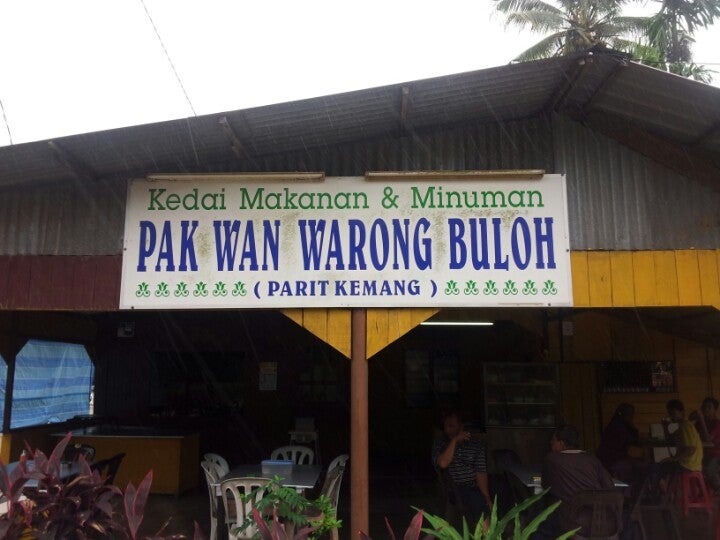 Kedai Makanan & Minuman
PAK WAN WARONG BULOH
( PARIT KEMANG )